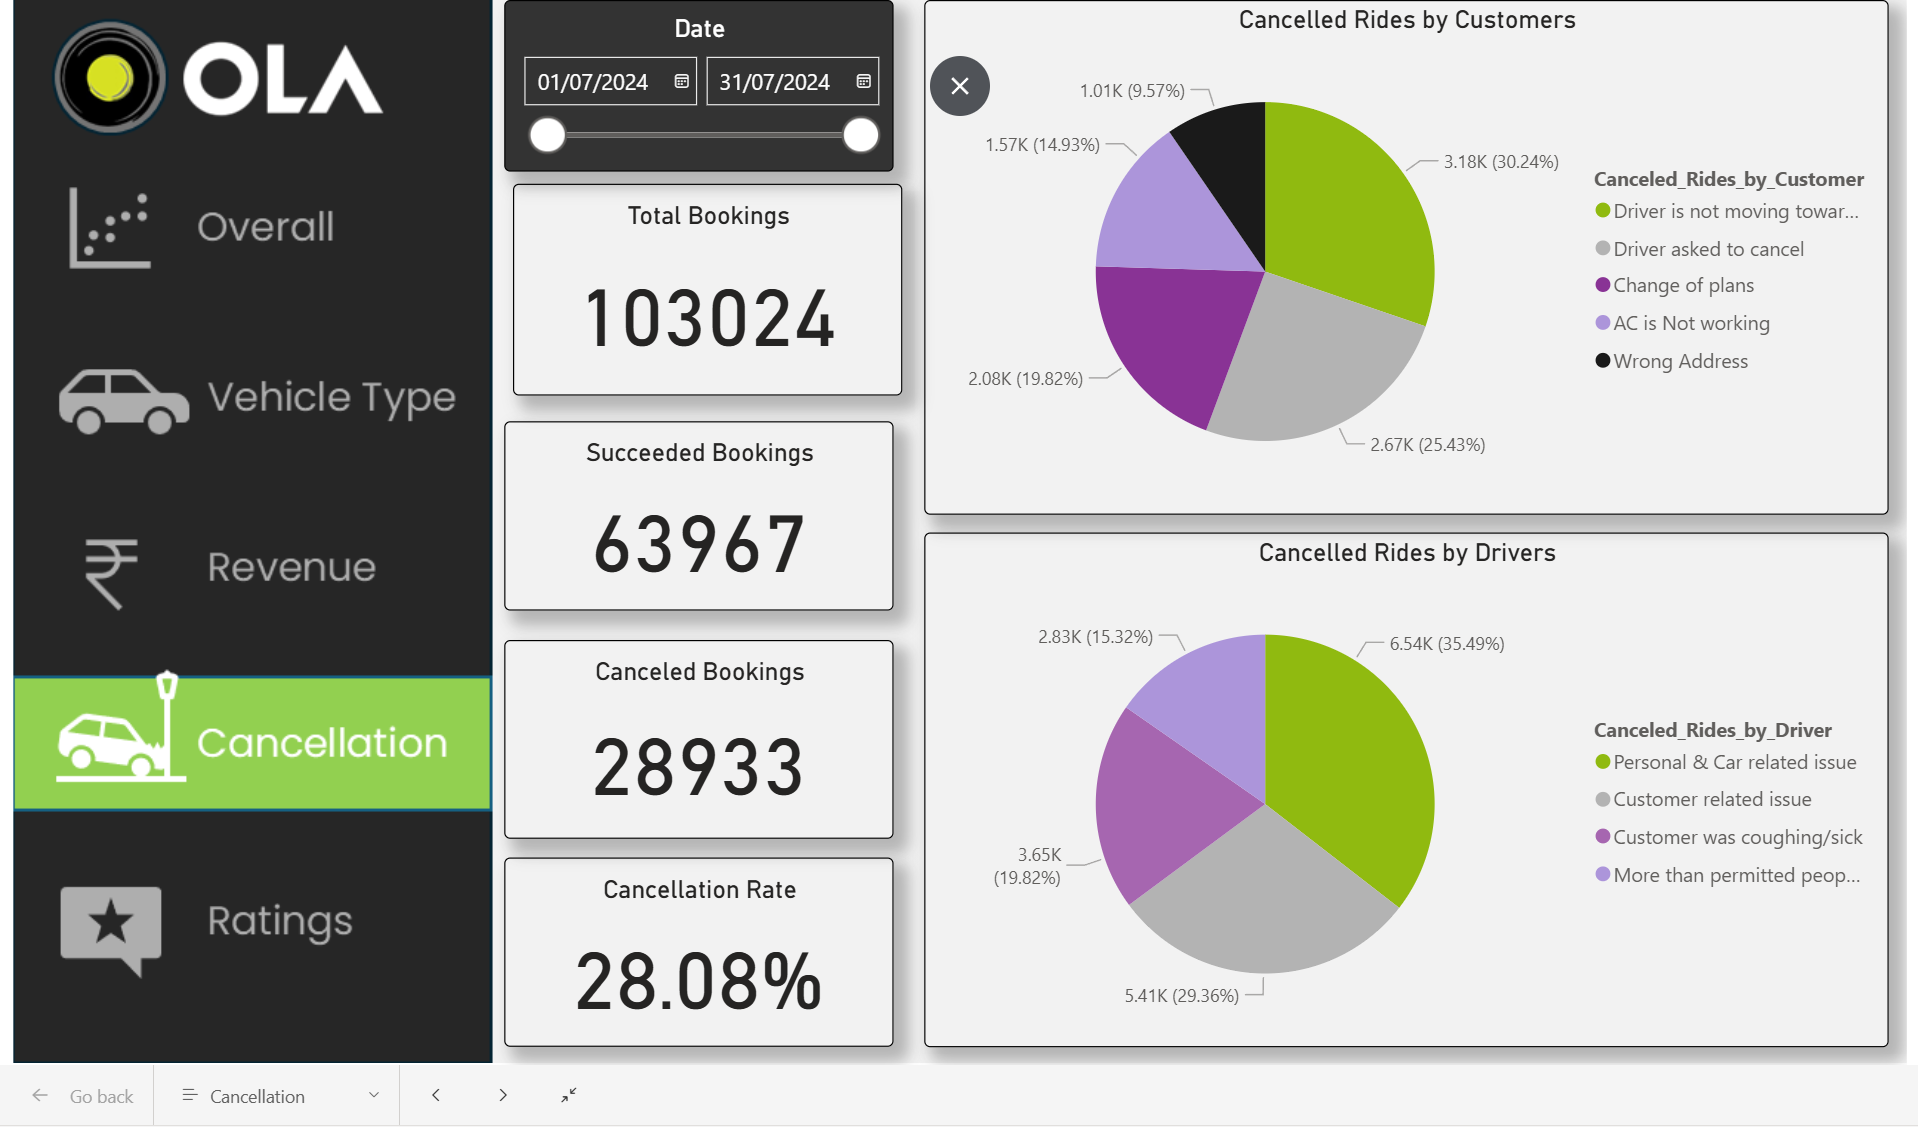 OLA
Overall
Vehicle Type
Revenue
Cancellation
Ratings
Date
01/07/2024
31/07/2024
Total Bookings
103024
Succeeded Bookings
63967
Canceled Bookings
28933
Cancellation Rate
28.08%
Cancelled Rides by Customers
1.01K (9.57%)
1.57K (14.93%)
3.18K (30.24%)
2.08K (19.82%)
2.67K (25.43%)
Canceled_Rides_by_Customer
Driver is not moving towar...
Driver asked to cancel
Change of plans
AC is Not working
Wrong Address
Cancelled Rides by Drivers
2.83K (15.32%)
6.54K (35.49%)
3.65K
(19.82%)
5.41K (29.36%)
Canceled_Rides_by_Driver
Personal & Car related issue
Customer related issue
Customer was coughing/sick
More than permitted peop...
Go back
Cancellation